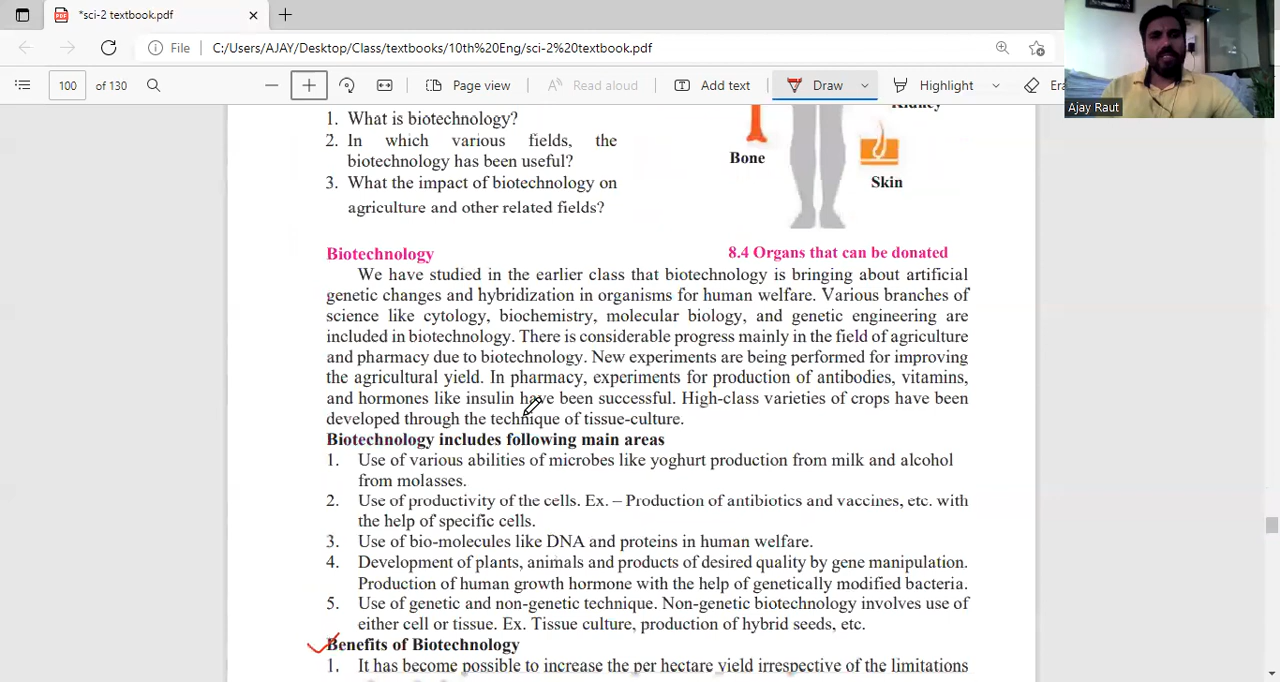 *sci-2 textbook.pdf
File C:/Users/AJAY/Desktop/Class/textbooks/10th%20Eng/sci-2%20textbook.pdf
100 of 130 Page view Read aloud Add text Draw Highlight
Ajay Raut
Kidney
1. What is biotechnology?
2. In which various fields, the
biotechnology has been useful?
3. What the impact of biotechnology on
agriculture and other related fields?
Bone
Skin
8.4 Organs that can be donated
Biotechnology
We have studied in the earlier class that biotechnology is bringing about artificial
genetic changes and hybridization in organisms for human welfare. Various branches of
science like cytology, biochemistry, molecular biology, and genetic engineering are
included in biotechnology. There is considerable progress mainly in the field of agriculture
and pharmacy due to biotechnology. New experiments are being performed for improving
the agricultural yield. In pharmacy, experiments for production of antibodies, vitamins,
and hormones like insulin have been successful. High-class varieties of crops have been
developed through the technique of tissue-culture.
Biotechnology includes following main areas
1. Use of various abilities of microbes like yoghurt production from milk and alcohol
from molasses.
2. Use of productivity of the cells. Ex. – Production of antibiotics and vaccines, etc. with
the help of specific cells.
3. Use of bio-molecules like DNA and proteins in human welfare.
4. Development of plants, animals and products of desired quality by gene manipulation.
Production of human growth hormone with the help of genetically modified bacteria.
5. Use of genetic and non-genetic technique. Non-genetic biotechnology involves use of
either cell or tissue. Ex. Tissue culture, production of hybrid seeds, etc.
Benefits of Biotechnology
1. It has become possible to increase the per hectare yield irrespective of the limitations